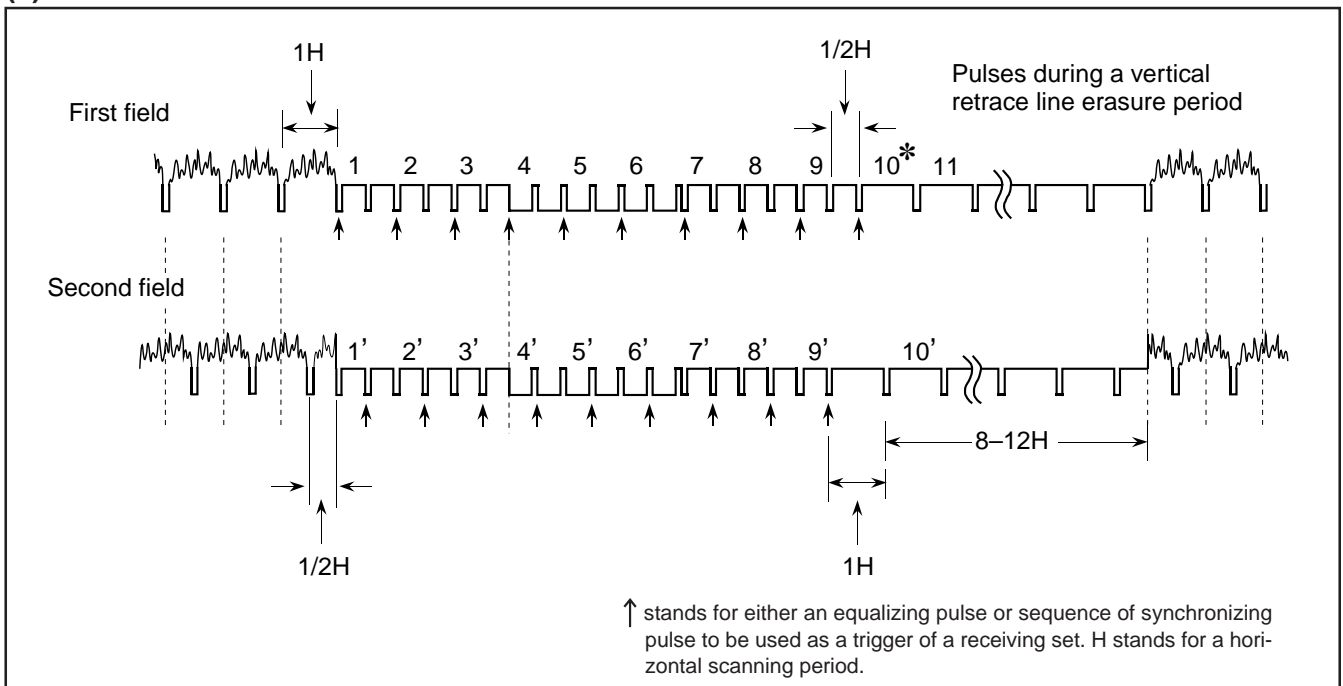 1H
1/2H
Pulses during a vertical
retrace line erasure period
First field
1 2 3 4 5 6 7 8 9 10* 11
Second field
1’ 2’ 3’ 4’ 5’ 6’ 7’ 8’ 9’ 10’
8–12H
1/2H
1H
↑ stands for either an equalizing pulse or sequence of synchronizing
pulse to be used as a trigger of a receiving set. H stands for a hori-
zontal scanning period.